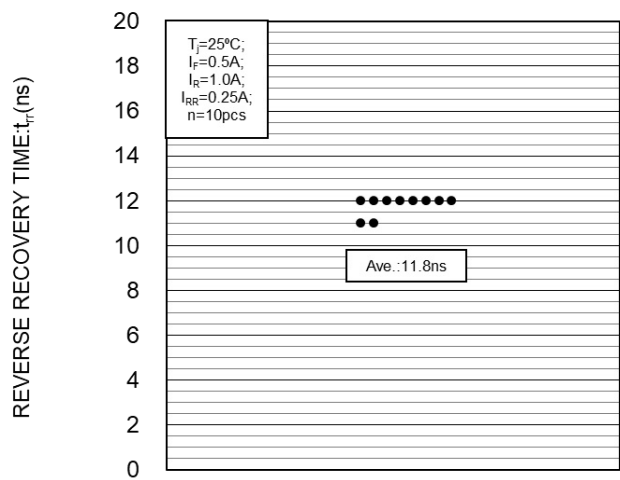 REVERSE RECOVERY TIME:trr(ns)
20
18
16
14
12
10
8
6
4
2
0
Tj=25ºC;
IF=0.5A;
IR=1.0A;
IRR=0.25A;
n=10pcs
Ave.:11.8ns